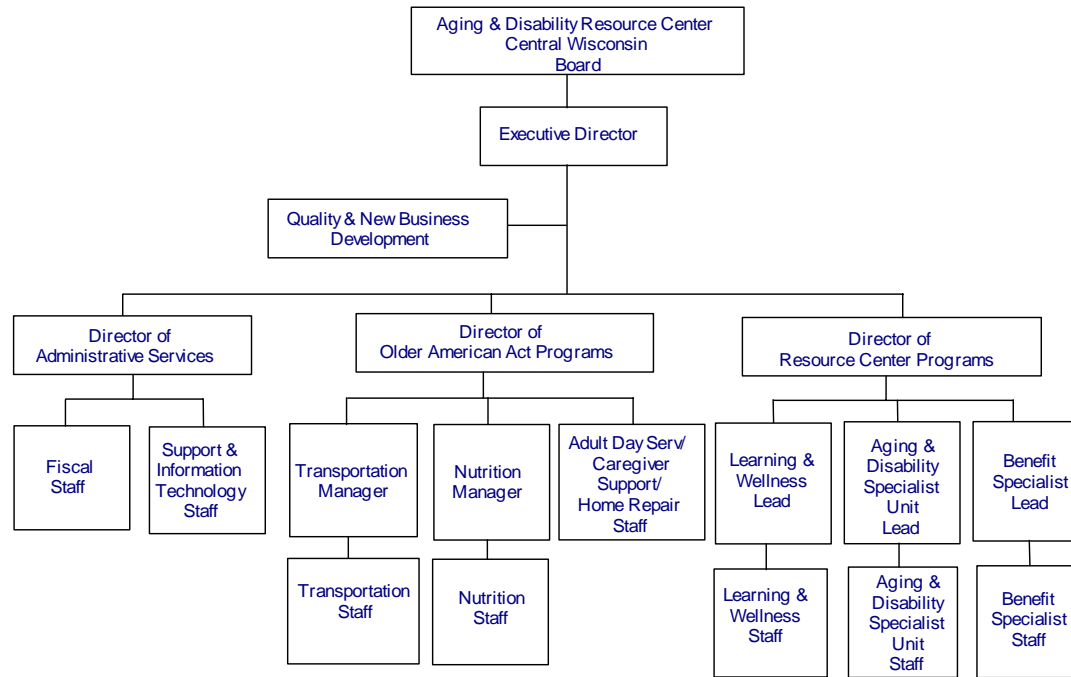 Aging & Disability Resource Center
Central Wisconsin
Board
Executive Director
Quality & New Business
Development
Director of
Administrative Services
Director of
Older American Act Programs
Director of
Resource Center Programs
Fiscal
Staff
Support &
Information
Technology
Staff
Transportation
Manager
Nutrition
Manager
Adult Day Serv/
Caregiver
Support/
Home Repair
Staff
Learning &
Wellness
Lead
Aging &
Disability
Specialist
Unit
Lead
Benefit
Specialist
Lead
Transportation
Staff
Nutrition
Staff
Learning &
Wellness
Staff
Aging &
Disability
Specialist
Unit
Staff
Benefit
Specialist
Staff